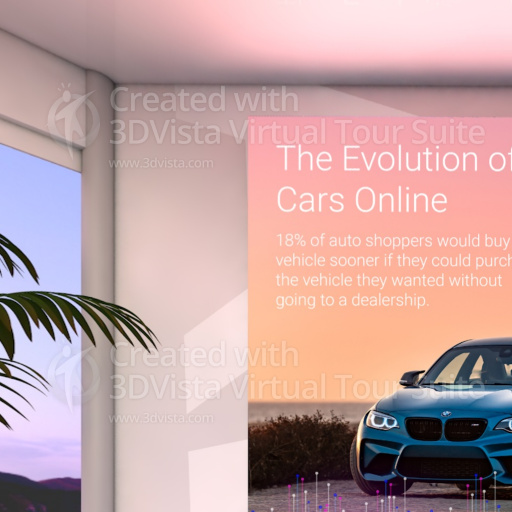 Created with
3DVista Virtual Tour Suite
www.3dvista.com
The Evolution of
Cars Online
18% of auto shoppers would buy
vehicle sooner if they could purch
the vehicle they wanted without
going to a dealership.
Created with
3DVista Virtual Tour Suite
www.3dvista.com